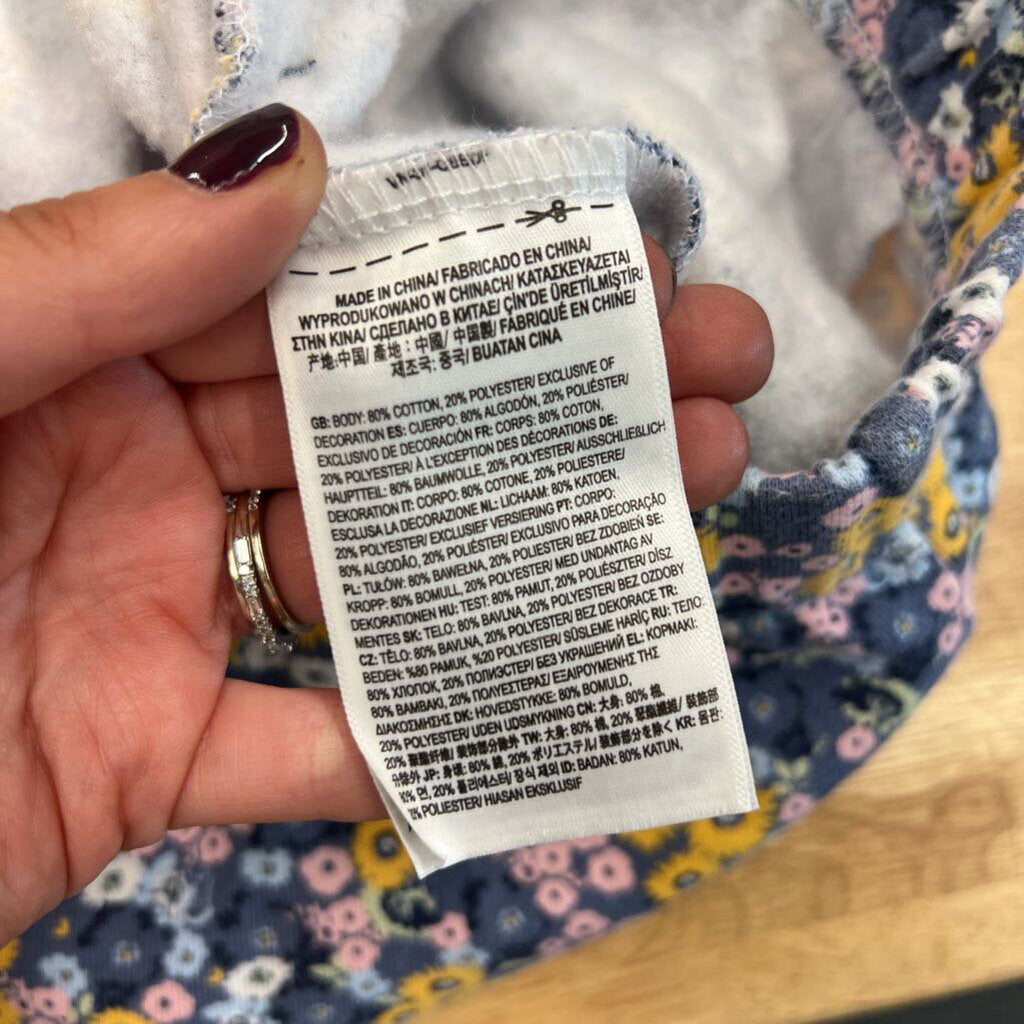 MADE IN CHINA/ FABRICADO EN CHINA/
WYPRODUKOWANO W CHINACH/ ΚΑΤΑΣΚΕΥΑΖΕΤΑΙ
ΣΤΗΝ ΚΙΝΑ/ СДЕЛАНО В КИТАЕ/ ÇİN'DE ÜRETİLMİŞTİR/
产地:中国/ 產地:中國/ 中国製/ FABRIQUÉ EN CHINE/
제조국: 중국/ BUATAN CINA
GB: BODY: 80% COTTON, 20% POLYESTER/ EXCLUSIVE OF
DECORATION ES: CUERPO: 80% ALGODÓN, 20% POLIÉSTER/
EXCLUSIVO DE DECORACIÓN FR: CORPS: 80% COTON,
20% POLYESTER/ À L'EXCEPTION DES DÉCORATIONS DE:
HAUPTTEIL: 80% BAUMWOLLE, 20% POLYESTER/ AUSSCHLIEßLICH
DEKORATION IT: CORPO: 80% COTONE, 20% POLIESTERE/
ESCLUSA LA DECORAZIONE NL: LICHAAM: 80% KATOEN,
20% POLYESTER/ EXCLUSIEF VERSIERING PT: CORPO:
80% ALGODÃO, 20% POLIÉSTER/ EXCLUSIVO PARA DECORAÇÃO
PL: TUŁÓW: 80% BAWEŁNA, 20% POLIESTER/ BEZ ZDOBIEŃ SE:
KROPP: 80% BOMULL, 20% POLYESTER/ MED UNDANTAG AV
DEKORATIONEN HU: TEST: 80% PAMUT, 20% POLIÉSZTER/ DÍSZ
MENTES SK: TELO: 80% BAVLNA, 20% POLYESTER/ BEZ OZDOBY
CZ: TĚLO: 80% BAVLNA, 20% POLYESTER/ BEZ DEKORACE TR:
BEDEN: %80 PAMUK, %20 POLYESTER/ SÜSLEME HARİÇ RU: ТЕЛО:
80% ХЛОПОК, 20% ПОЛИЭСТЕР/ БЕЗ УКРАШЕНИЙ EL: ΚΟΡΜΑΚΙ:
80% ΒΑΜΒΑΚΙ, 20% ΠΟΛΥΕΣΤΕΡΑΣ/ ΕΞΑΙΡΟΥΜΕΝΗΣ ΤΗΣ
ΔΙΑΚΟΣΜΗΣΗΣ DK: HOVEDSTYKKE: 80% BOMULD,
20% POLYESTER/ UDEN UDSMYKNING CN: 大身: 80% 棉,
20% 聚酯纤维/ 装饰部分除外 TW: 大身: 80% 棉, 20% 聚酯纖維/ 裝飾部
分除外 JP: 身頃: 80% 綿, 20% ポリエステル/ 装飾部分を除く KR: 몸판:
80% 면, 20% 폴리에스터/ 장식 제외 ID: BADAN: 80% KATUN,
20% POLIESTER/ HIASAN EKSKLUSIF